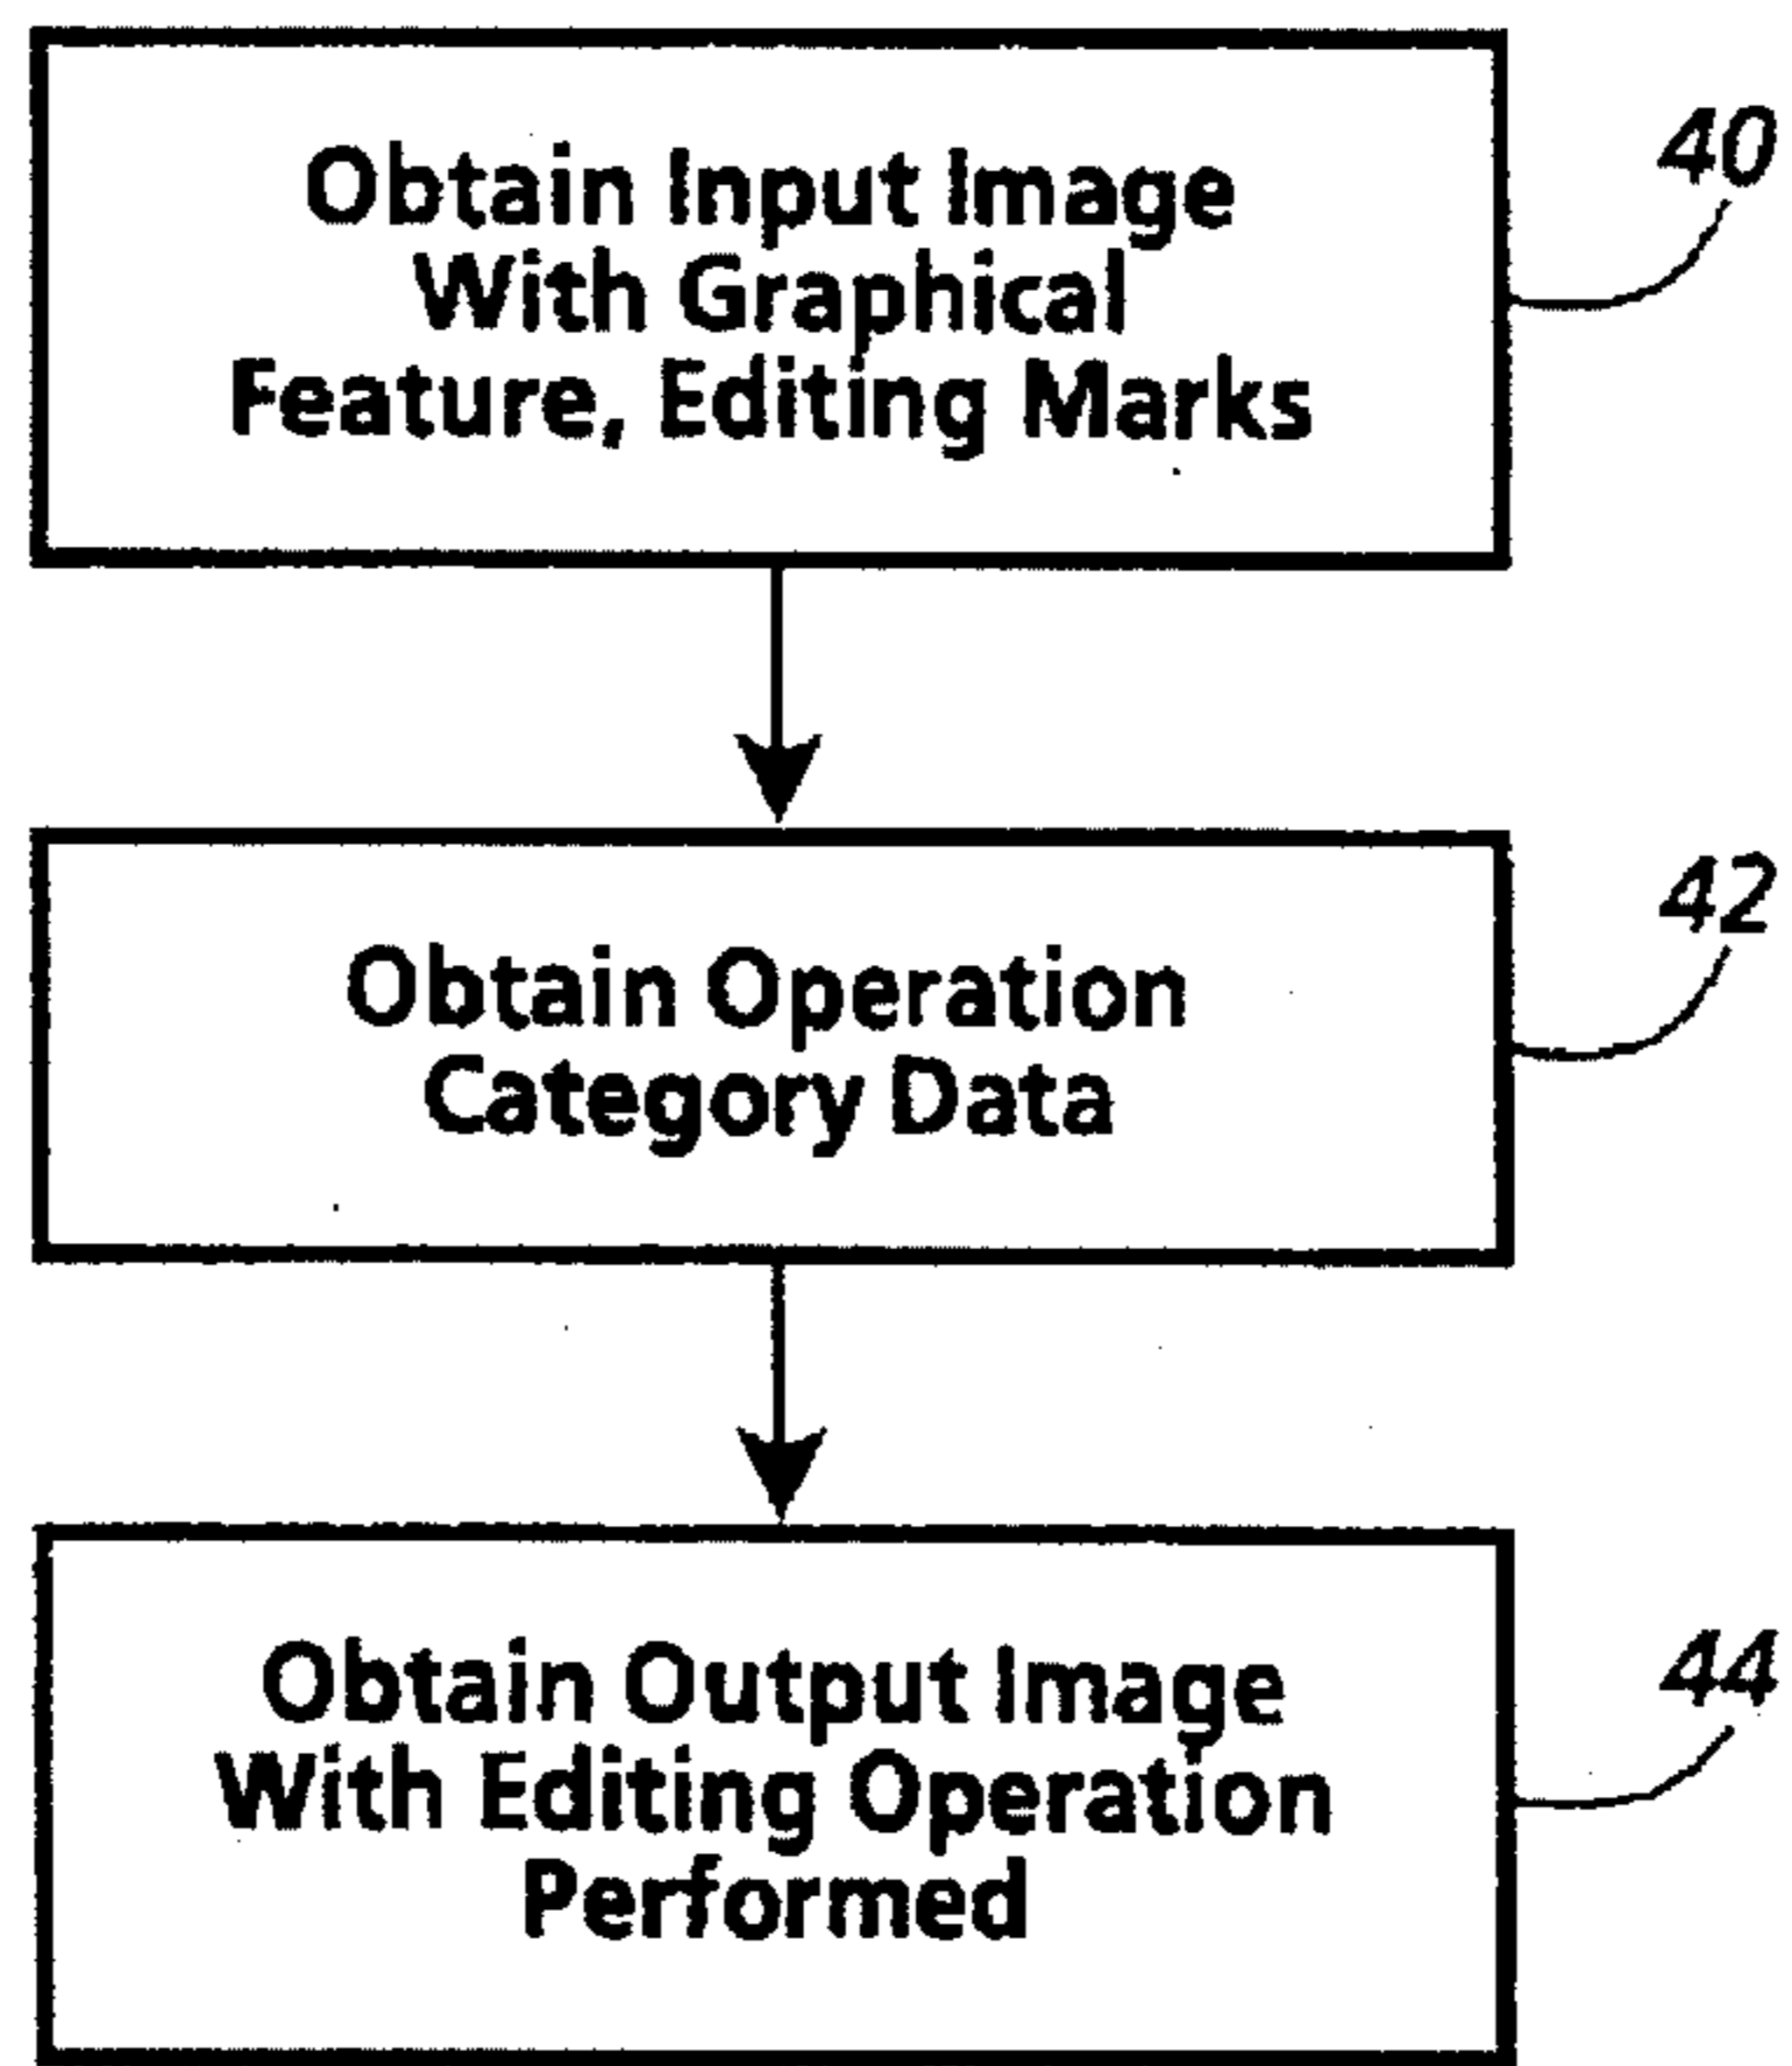 Obtain Input Image
With Graphical
Feature, Editing Marks
40
Obtain Operation
Category Data
42
Obtain Output Image
With Editing Operation
Performed
44